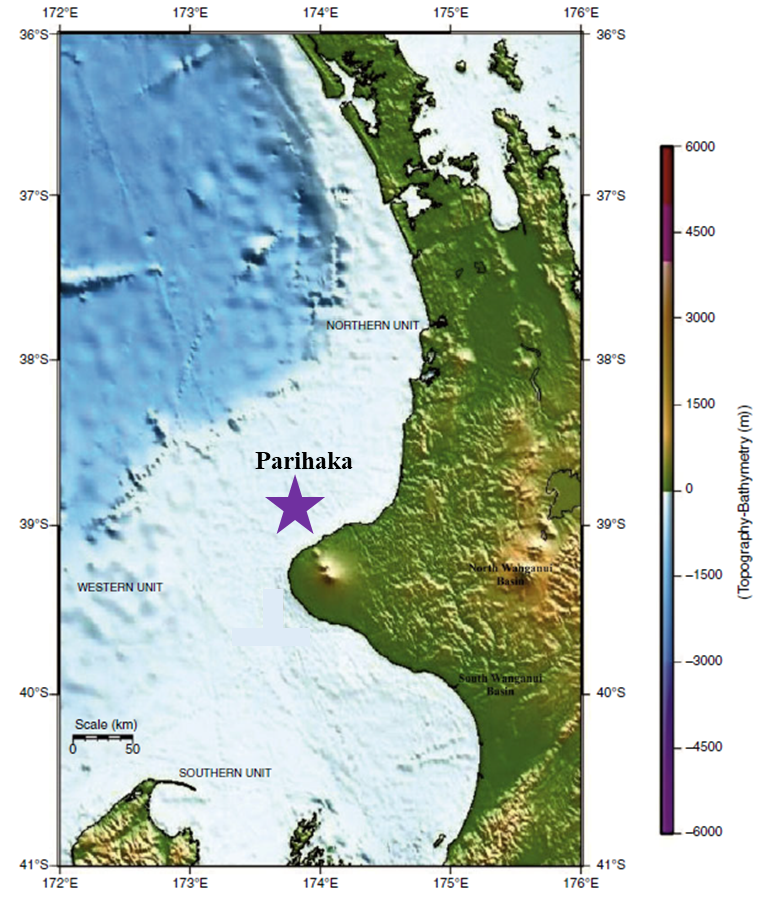 172°E 173°E 174°E 175°E 176°E
36°S 36°S
6000
37°S 37°S
4500
NORTHERN UNIT
3000
38°S 38°S
1500
Parihaka
0
39°S 39°S
North Wanganui
Basin
WESTERN UNIT
−1500
(Topography-Bathymetry (m))
−3000
South Wanganui
Basin
40°S 40°S
Scale (km)
0 50
−4500
SOUTHERN UNIT
−6000
41°S 41°S
172°E 173°E 174°E 175°E 176°E